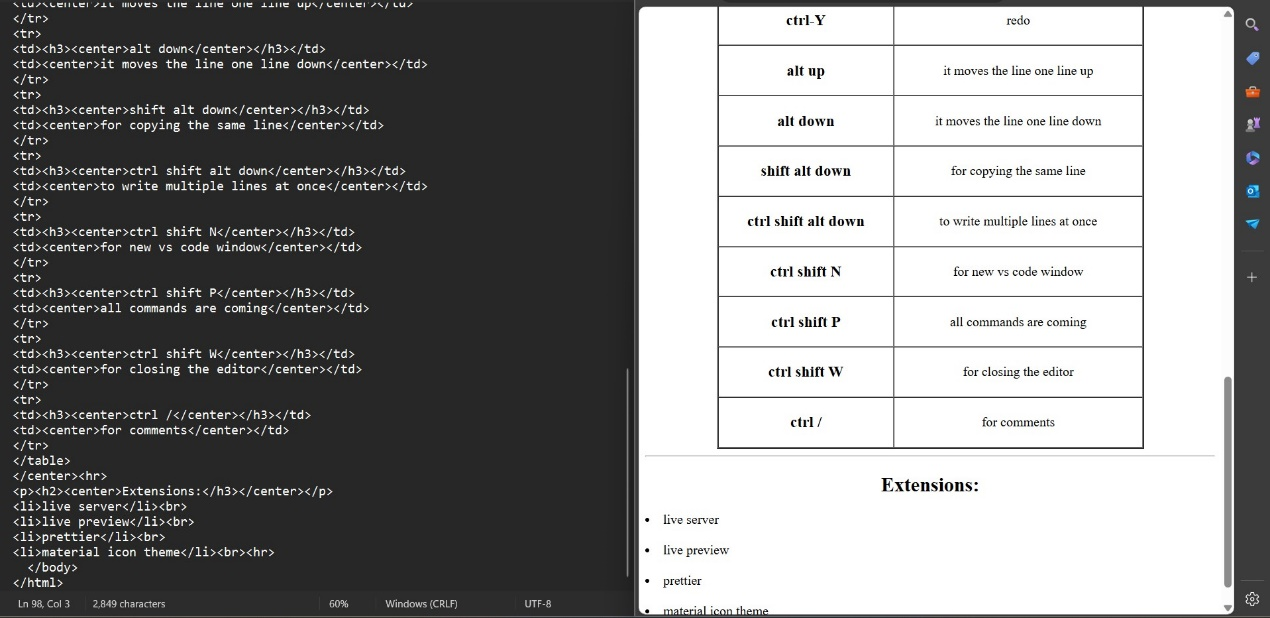 <td><center>it moves the line one line up</center></td>
</tr>
<tr>
<td><h3><center>alt down</center></h3></td>
<td><center>it moves the line one line down</center></td>
</tr>
<tr>
<td><h3><center>shift alt down</center></h3></td>
<td><center>for copying the same line</center></td>
</tr>
<tr>
<td><h3><center>ctrl shift alt down</center></h3></td>
<td><center>to write multiple lines at once</center></td>
</tr>
<tr>
<td><h3><center>ctrl shift N</center></h3></td>
<td><center>for new vs code window</center></td>
</tr>
<tr>
<td><h3><center>ctrl shift P</center></h3></td>
<td><center>all commands are coming</center></td>
</tr>
<tr>
<td><h3><center>ctrl shift W</center></h3></td>
<td><center>for closing the editor</center></td>
</tr>
<tr>
<td><h3><center>ctrl /</center></h3></td>
<td><center>for comments</center></td>
</tr>
</table>
</center><hr>
<p><h2><center>Extensions:</h3></center></p>
<li>live server</li><br>
<li>live preview</li><br>
<li>prettier</li><br>
<li>material icon theme</li><br><hr>
</body>
</html>
Ln 98, Col 3 2,849 characters 60% Windows (CRLF) UTF-8
ctrl-Y redo
alt up it moves the line one line up
alt down it moves the line one line down
shift alt down for copying the same line
ctrl shift alt down to write multiple lines at once
ctrl shift N for new vs code window
ctrl shift P all commands are coming
ctrl shift W for closing the editor
ctrl / for comments
Extensions:
• live server
• live preview
• prettier
• material icon theme